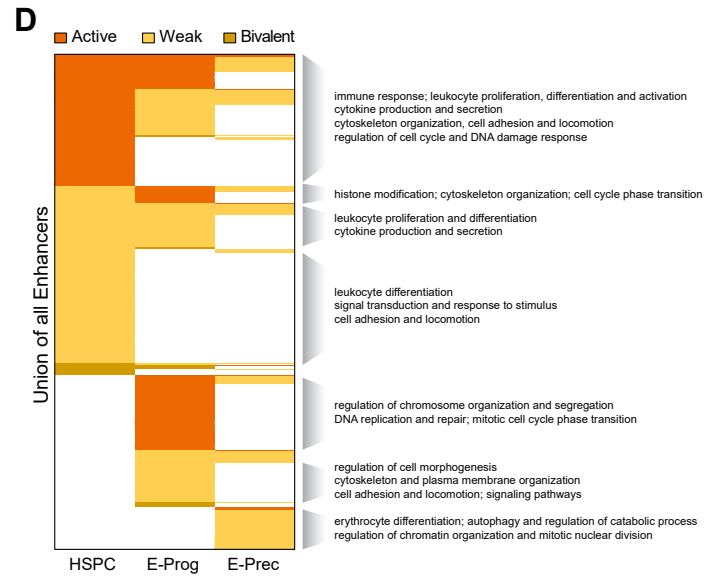 D
Active Weak Bivalent
immune response; leukocyte proliferation, differentiation and activation
cytokine production and secretion
cytoskeleton organization, cell adhesion and locomotion
regulation of cell cycle and DNA damage response
histone modification; cytoskeleton organization; cell cycle phase transition
leukocyte proliferation and differentiation
cytokine production and secretion
leukocyte differentiation
signal transduction and response to stimulus
cell adhesion and locomotion
regulation of chromosome organization and segregation
DNA replication and repair; mitotic cell cycle phase transition
regulation of cell morphogenesis
cytoskeleton and plasma membrane organization
cell adhesion and locomotion; signaling pathways
erythrocyte differentiation; autophagy and regulation of catabolic process
regulation of chromatin organization and mitotic nuclear division
Union of all Enhancers
HSPC E-Prog E-Prec